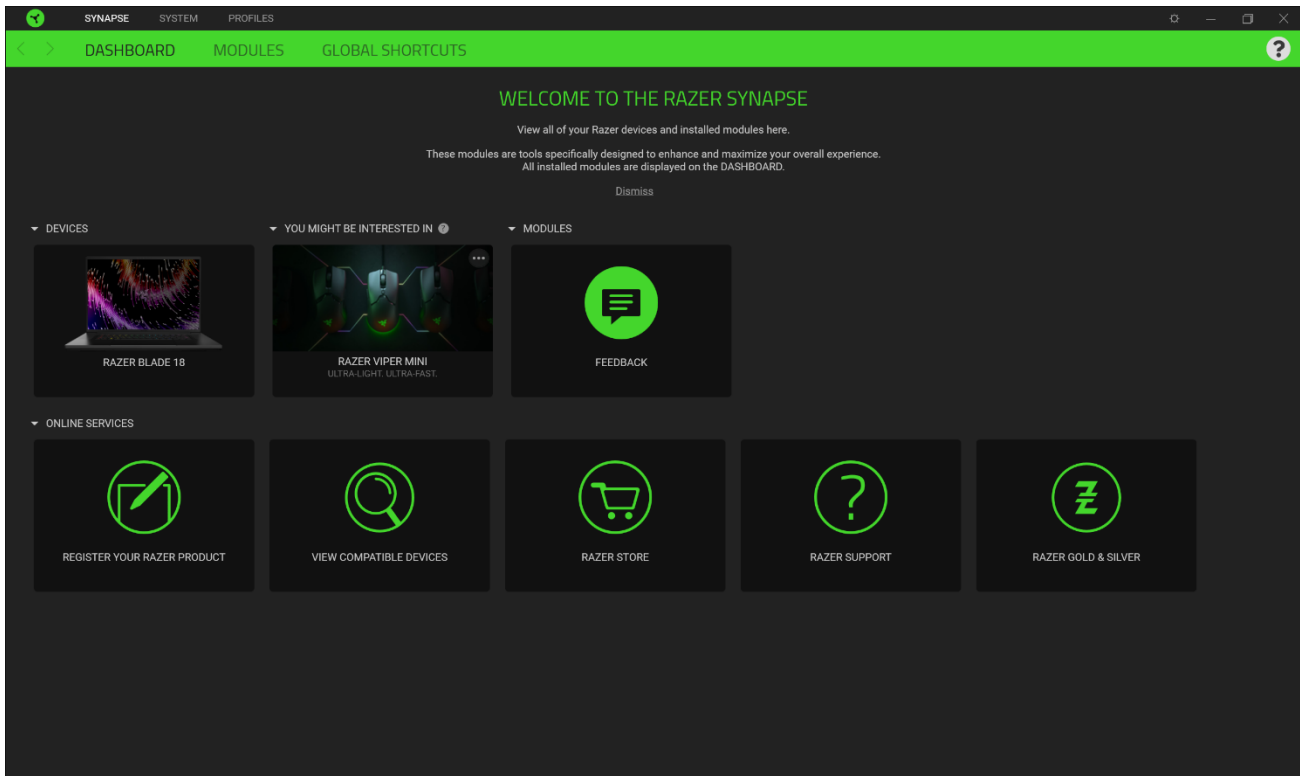 SYNAPSE SYSTEM PROFILES
DASHBOARD MODULES GLOBAL SHORTCUTS
WELCOME TO THE RAZER SYNAPSE
View all of your Razer devices and installed modules here.
These modules are tools specifically designed to enhance and maximize your overall experience.
All installed modules are displayed on the DASHBOARD.
Dismiss
DEVICES
YOU MIGHT BE INTERESTED IN
MODULES
RAZER BLADE 18
RAZER VIPER MINI
ULTRA-LIGHT. ULTRA-FAST.
FEEDBACK
ONLINE SERVICES
REGISTER YOUR RAZER PRODUCT
VIEW COMPATIBLE DEVICES
RAZER STORE
RAZER SUPPORT
RAZER GOLD & SILVER